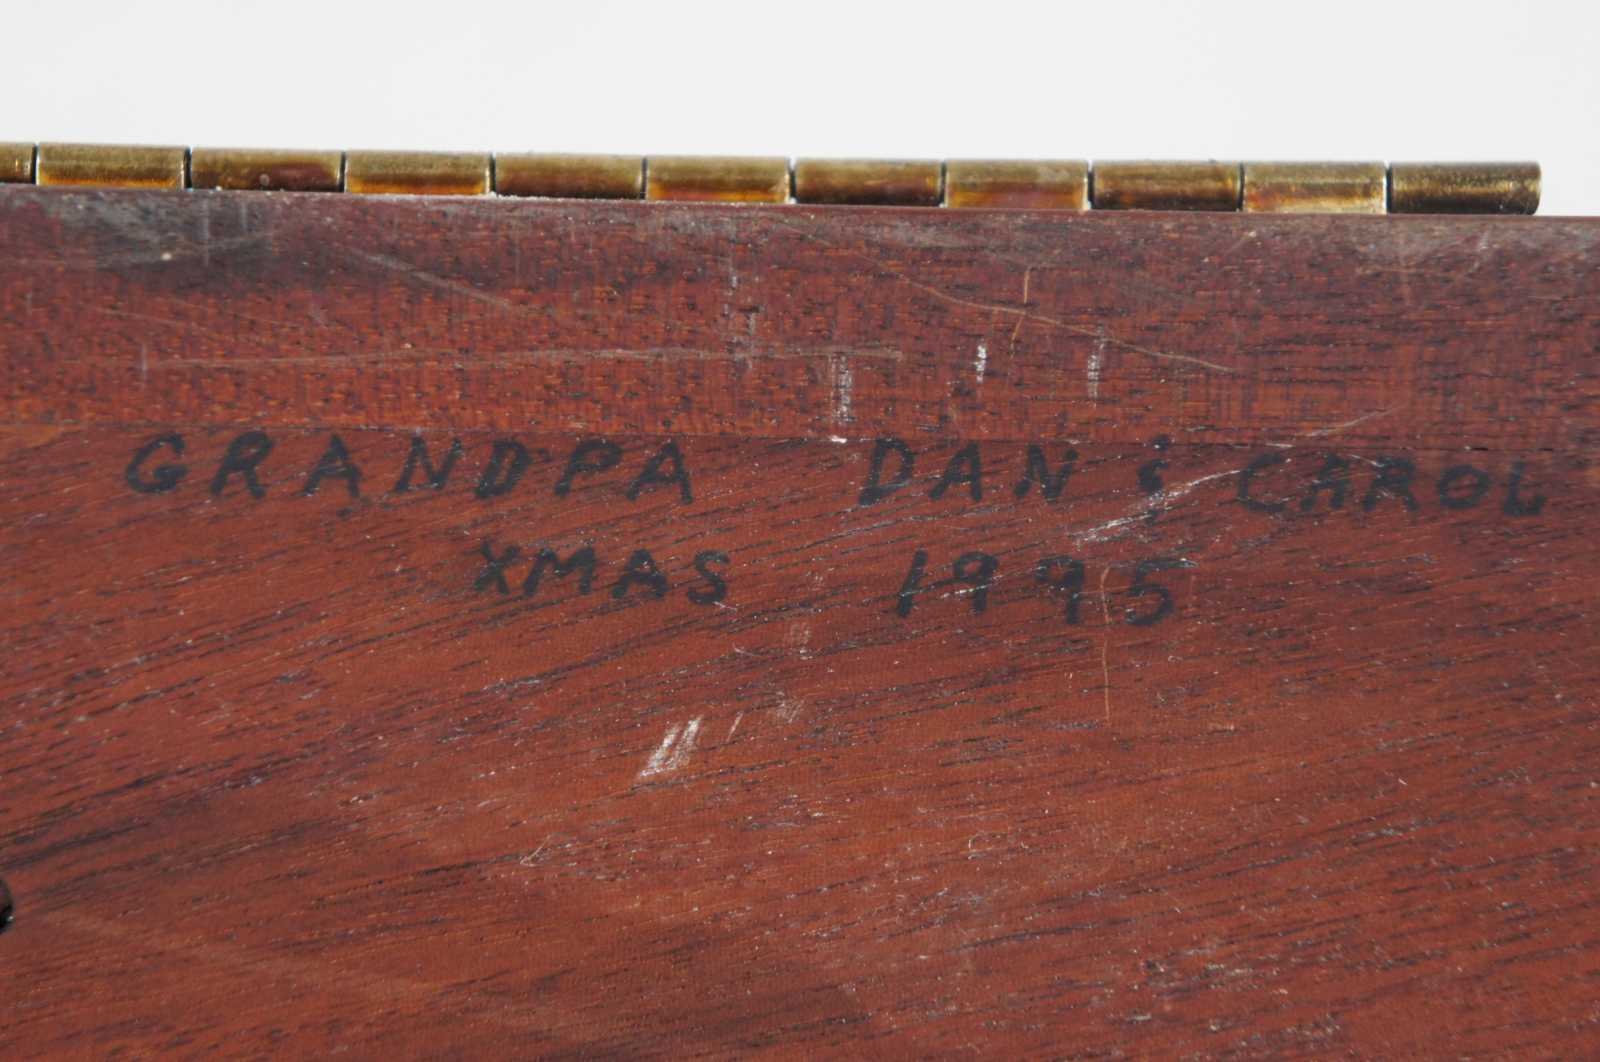 GRANDPA DAN & CAROL
XMAS 1995